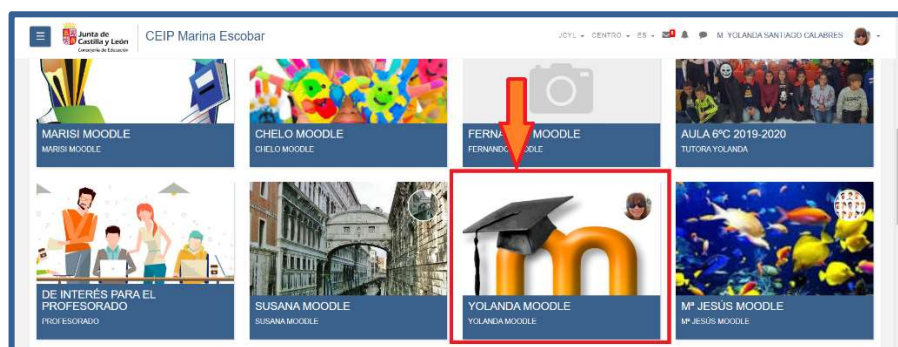 Junta de
Castilla y León
Consejería de Educación
CEIP Marina Escobar
JCYL CENTRO ES M. YOLANDA SANTIAGO CALABRES
MARISI MOODLE
MARISI MOODLE
CHELO MOODLE
CHELO MOODLE
MOODLE
AULA 6ºC 2019-2020
TUTORA YOLANDA
DE INTERÉS PARA EL
PROFESORADO
PROFESORADO
SUSANA MOODLE
SUSANA MOODLE
m
YOLANDA MOODLE
YOLANDA MOODLE
Mª JESÚS MOODLE
Mª JESÚS MOODLE